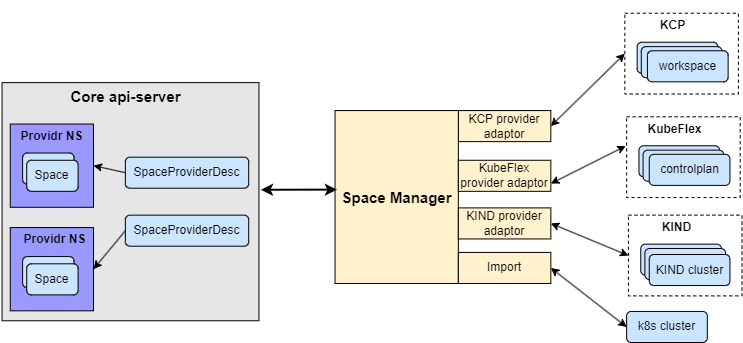 Core api-server
Providr NS
Space
SpaceProviderDesc
SpaceProviderDesc
Providr NS
Space
Space Manager
KCP provider
adaptor
KubeFlex
provider adaptor
KIND provider
adaptor
Import
KCP
workspace
KubeFlex
controlplan
KIND
KIND cluster
k8s cluster